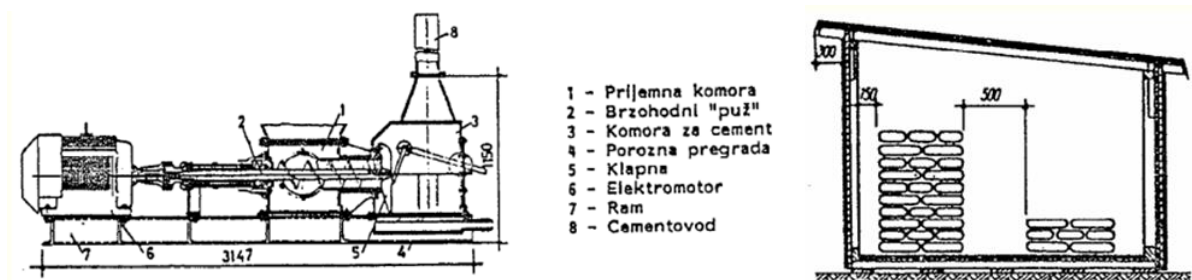 8
1
2
3
1150
7
6
3147
5
4
1 - Prijemna komora
2 - Brzohodni "puž"
3 - Komora za cement
4 - Porozna pregrada
5 - Klapna
6 - Elektromotor
7 - Ram
8 - Cementovod
300
150
500